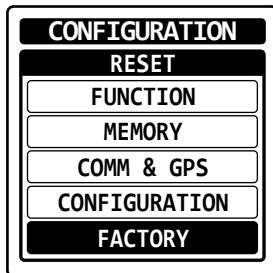 CONFIGURATION
RESET
FUNCTION
MEMORY
COMM & GPS
CONFIGURATION
FACTORY